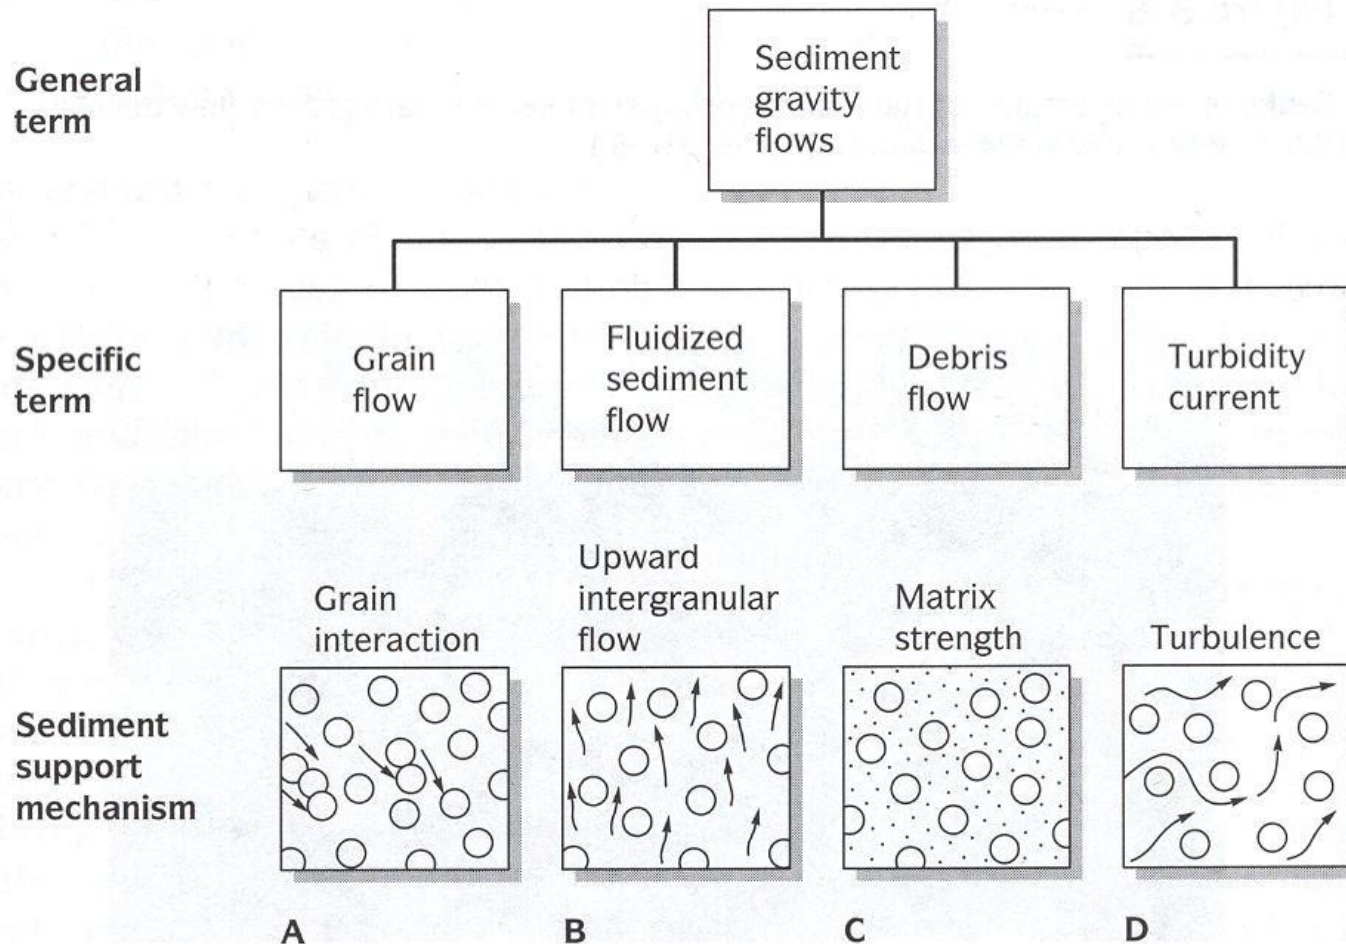 General
term
Sediment
gravity
flows
Specific
term
Grain
flow
Fluidized
sediment
flow
Debris
flow
Turbidity
current
Sediment
support
mechanism
Grain
interaction
Upward
intergranular
flow
Matrix
strength
Turbulence
A
B
C
D